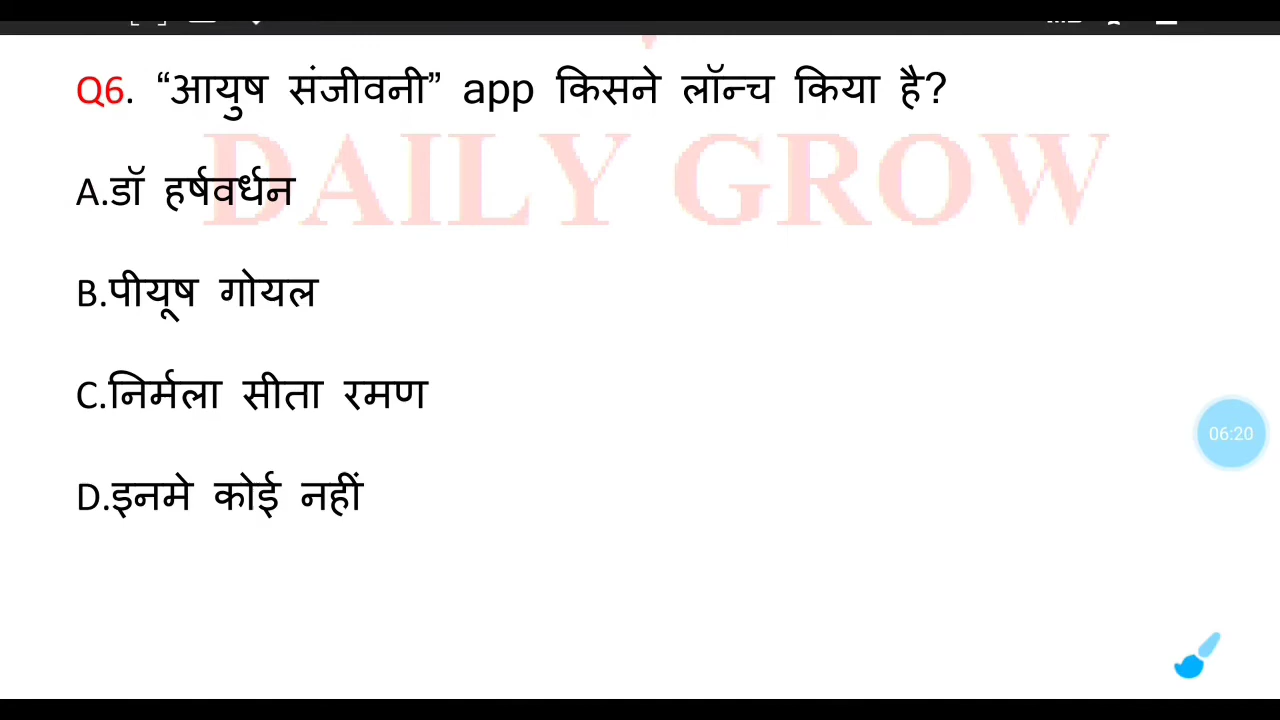 Q6. “आयुष संजीवनी” app किसने लॉन्च किया है?
DAILY GROW
A.डॉ हर्षवर्धन
B.पीयूष गोयल
C.निर्मला सीता रमण
06:20
D.इनमे कोई नहीं